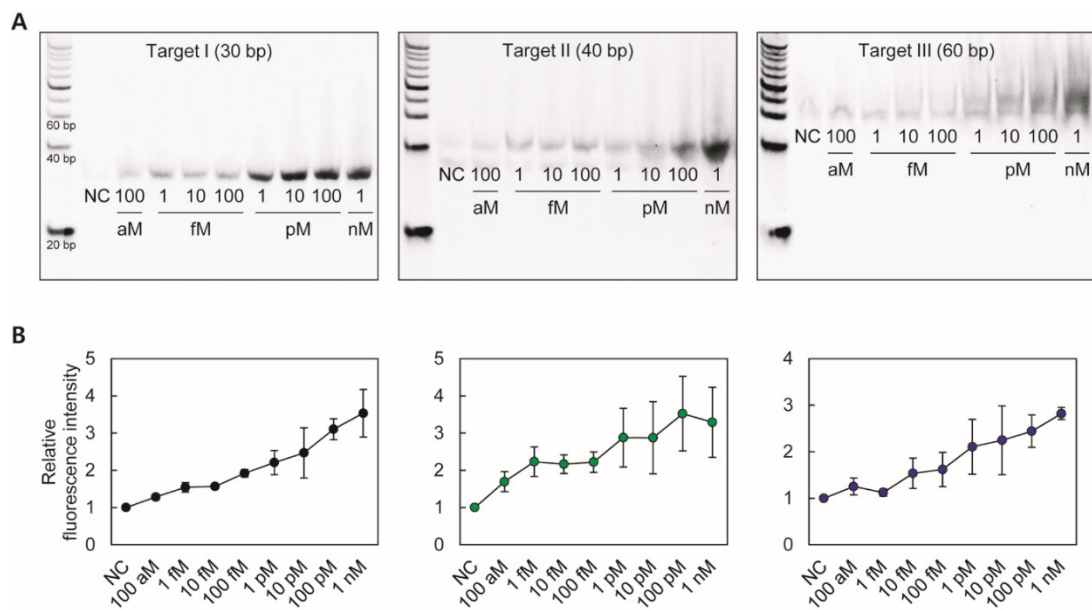 A
Target I (30 bp)
60 bp
40 bp
20 bp
NC 100 1 10 100 1 10 100 1
aM fM pM nM
Target II (40 bp)
NC 100 1 10 100 1 10 100 1
aM fM pM nM
Target III (60 bp)
NC 100 1 10 100 1 10 100 1
aM fM pM nM
B
Relative
fluorescence intensity
5
4
3
2
1
0
NC
100 aM
1 fM
10 fM
100 fM
1 pM
10 pM
100 pM
1 nM
5
4
3
2
1
0
NC
100 aM
1 fM
10 fM
100 fM
1 pM
10 pM
100 pM
1 nM
4
3
2
1
0
NC
100 aM
1 fM
10 fM
100 fM
1 pM
10 pM
100 pM
1 nM